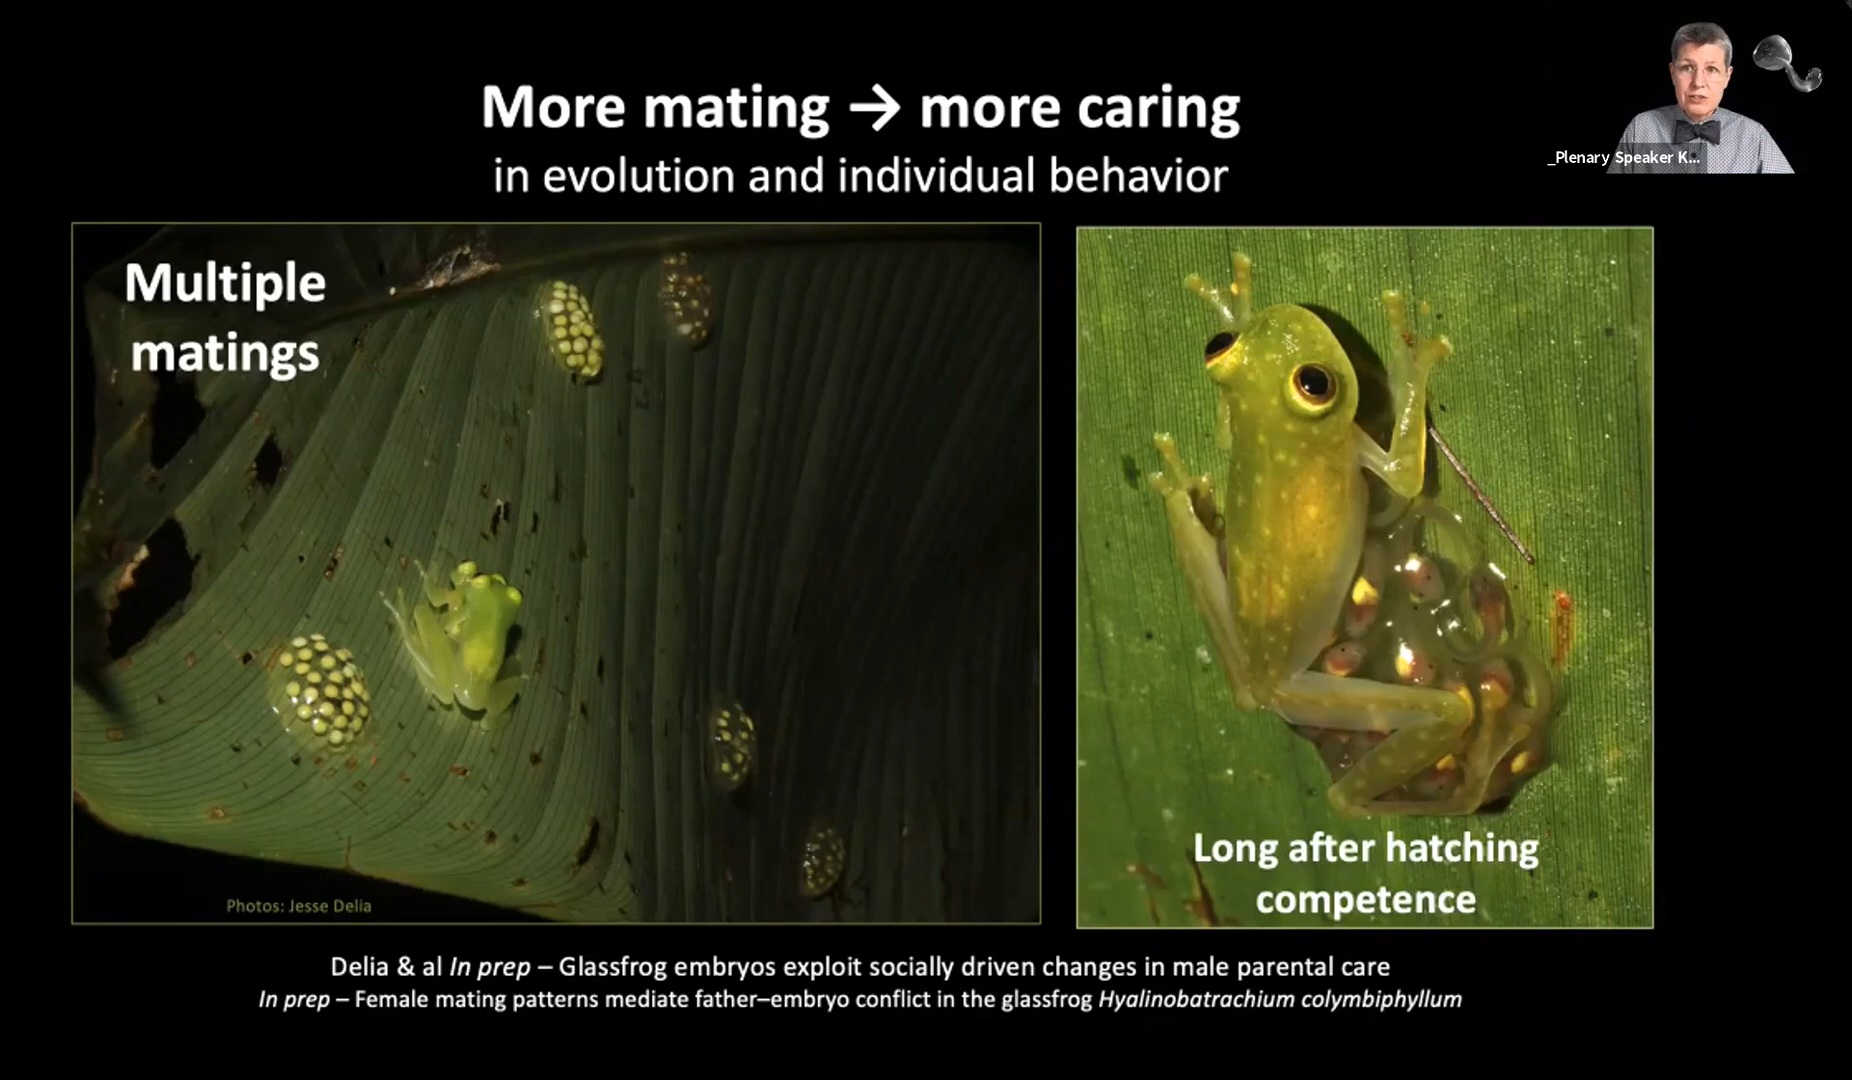 More mating → more caring
in evolution and individual behavior
_Plenary Speaker K...
Multiple
matings
Long after hatching
competence
Photos: Jesse Delia
Delia & al In prep – Glassfrog embryos exploit socially driven changes in male parental care
In prep – Female mating patterns mediate father–embryo conflict in the glassfrog Hyalinobatrachium colymbiphyllum